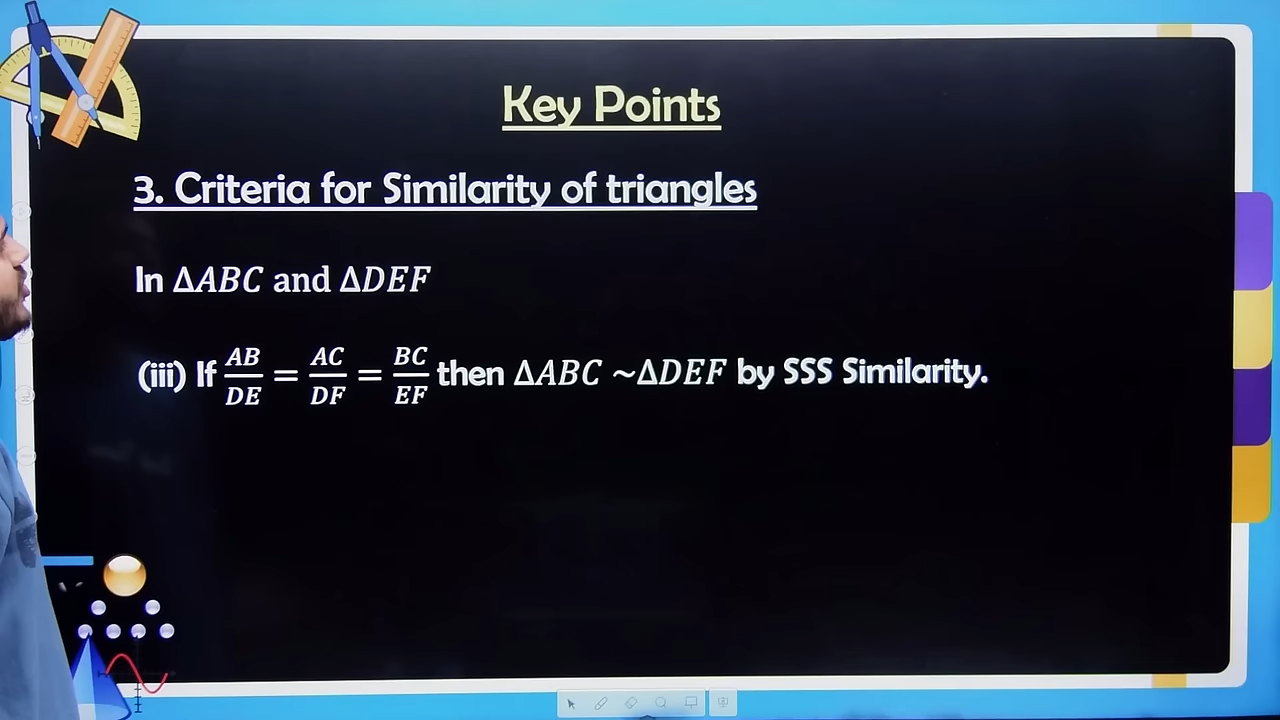 Key Points
3. Criteria for Similarity of triangles
In ΔABC and ΔDEF
(iii) If AB/DE = AC/DF = BC/EF then ΔABC ~ΔDEF by SSS Similarity.